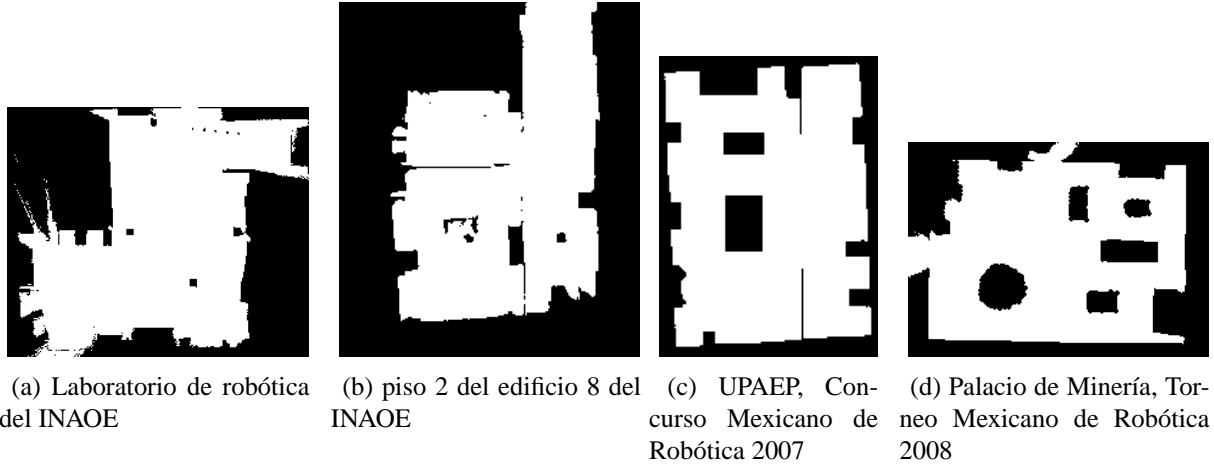 (a) Laboratorio de robótica
del INAOE
(b) piso 2 del edificio 8 del
INAOE
(c) UPAEP, Con-
curso Mexicano de
Robótica 2007
(d) Palacio de Minería, Tor-
neo Mexicano de Robótica
2008